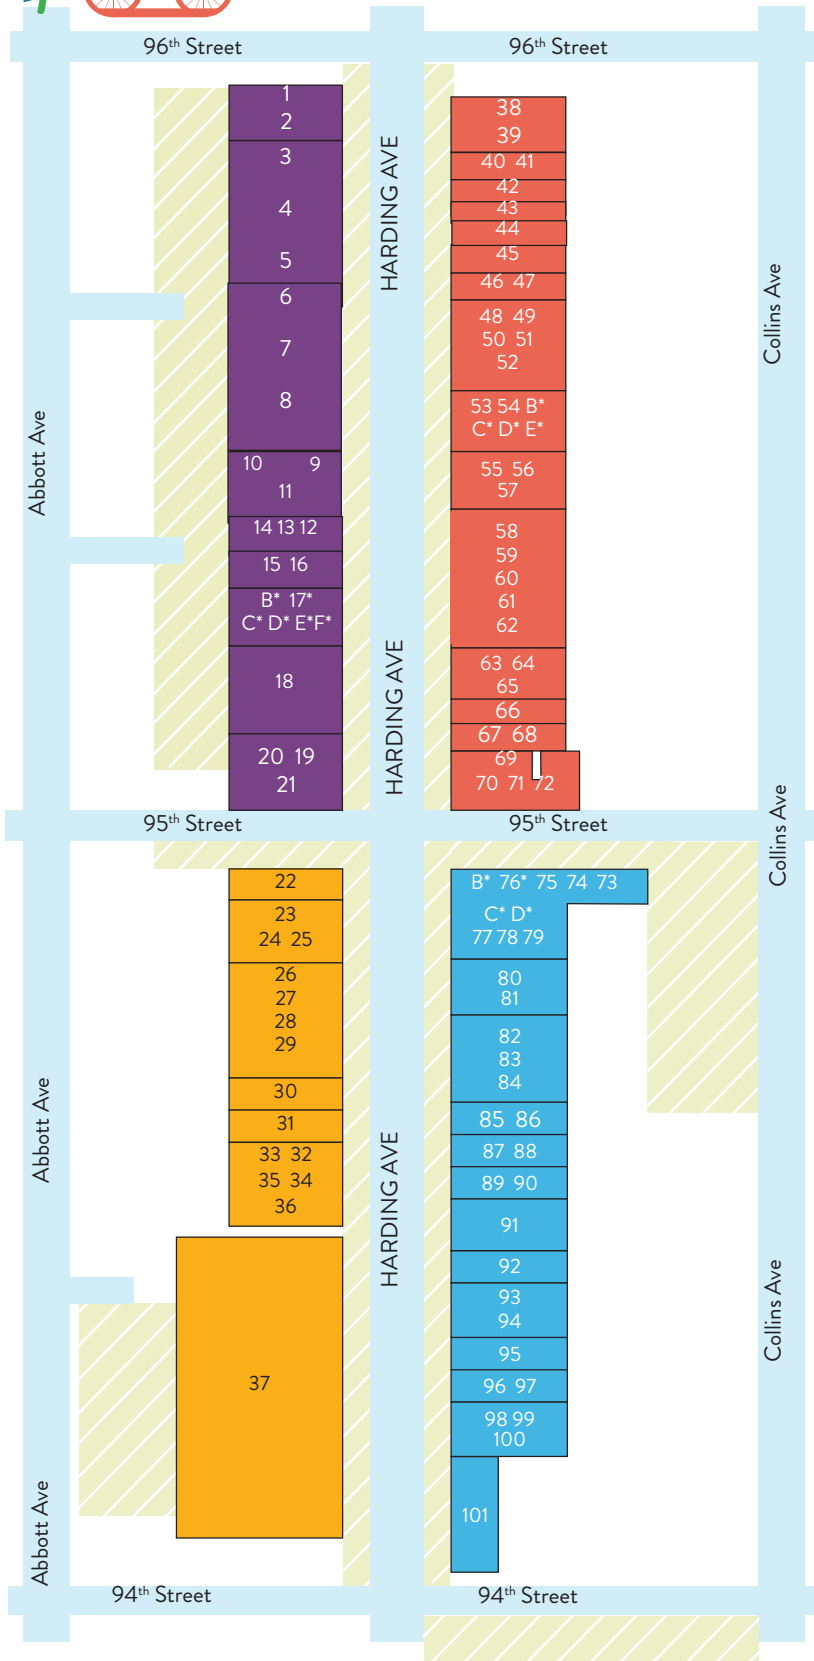 96th Street
96th Street
1
2
3
4
5
6
7
8
10 9
11
14 13 12
15 16
B* 17*
C* D* E*F*
18
20 19
21
HARDING AVE
HARDING AVE
38
39
40 41
42
43
44
45
46 47
48 49
50 51
52
53 54 B*
C* D* E*
55 56
57
58
59
60
61
62
63 64
65
66
67 68
69
70 71 72
Abbott Ave
Collins Ave
95th Street
95th Street
Collins Ave
22
23
24 25
26
27
28
29
30
31
33 32
35 34
36
37
HARDING AVE
B* 76* 75 74 73
C* D*
77 78 79
80
81
82
83
84
85 86
87 88
89 90
91
92
93
94
95
96 97
98 99
100
101
Abbott Ave
Collins Ave
Abbott Ave
94th Street
94th Street